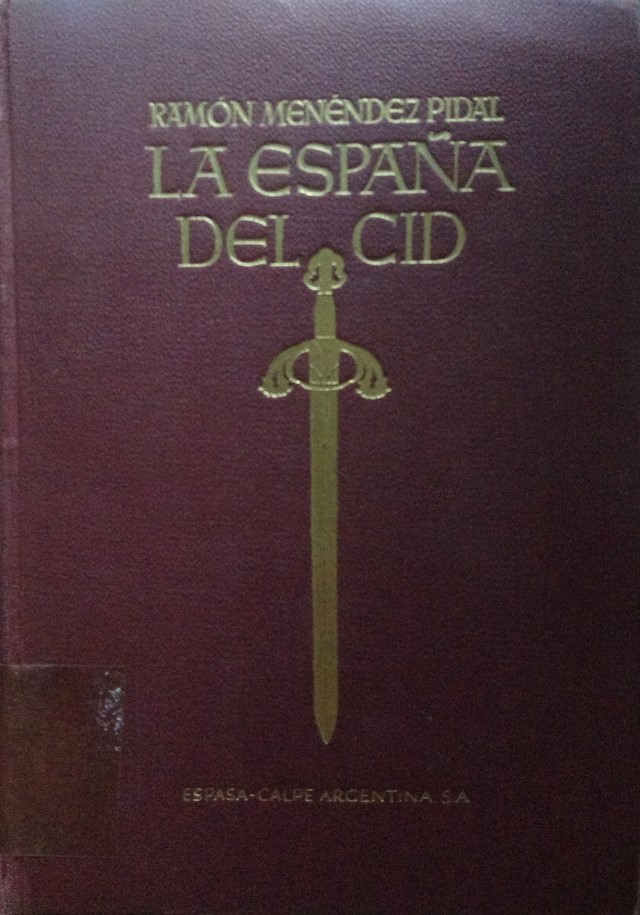 RAMÓN MENÉNDEZ PIDAL
LA ESPAÑA
DEL CID
ESPASA-CALPE ARGENTINA, S.A.